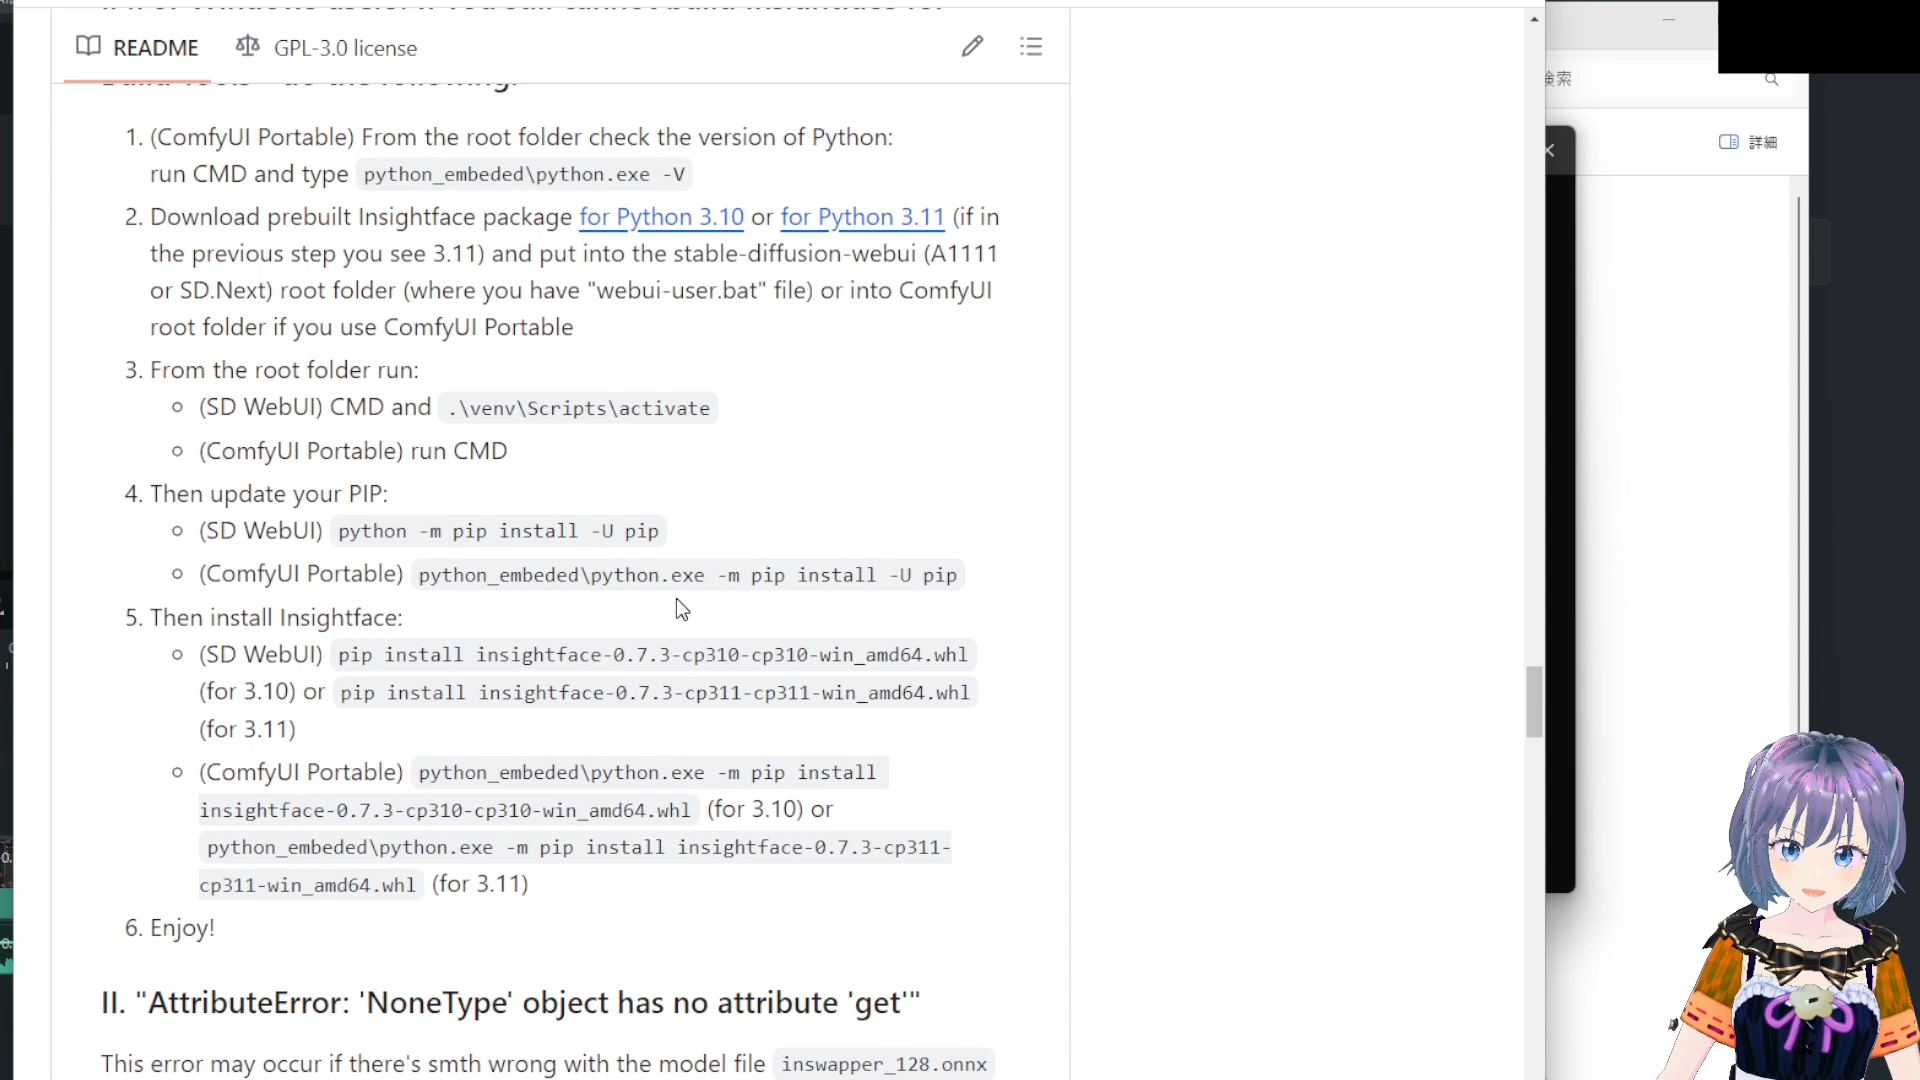 README GPL-3.0 license
Build Tools" do the following:
1. (ComfyUI Portable) From the root folder check the version of Python:
run CMD and type python_embeded\python.exe -V
2. Download prebuilt Insightface package for Python 3.10 or for Python 3.11 (if in
the previous step you see 3.11) and put into the stable-diffusion-webui (A1111
or SD.Next) root folder (where you have "webui-user.bat" file) or into ComfyUI
root folder if you use ComfyUI Portable
3. From the root folder run:
(SD WebUI) CMD and .\venv\Scripts\activate
(ComfyUI Portable) run CMD
4. Then update your PIP:
(SD WebUI) python -m pip install -U pip
(ComfyUI Portable) python_embeded\python.exe -m pip install -U pip
5. Then install Insightface:
(SD WebUI) pip install insightface-0.7.3-cp310-cp310-win_amd64.whl
(for 3.10) or pip install insightface-0.7.3-cp311-cp311-win_amd64.whl
(for 3.11)
(ComfyUI Portable) python_embeded\python.exe -m pip install
insightface-0.7.3-cp310-cp310-win_amd64.whl (for 3.10) or
python_embeded\python.exe -m pip install insightface-0.7.3-cp311-
cp311-win_amd64.whl (for 3.11)
6. Enjoy!
II. "AttributeError: 'NoneType' object has no attribute 'get'"
This error may occur if there's smth wrong with the model file inswapper_128.onnx
検索
詳細